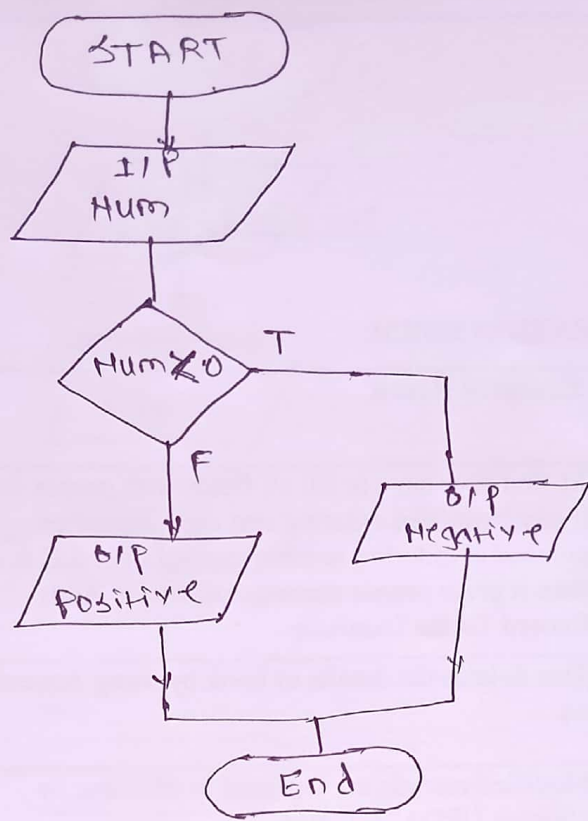 START
I/P
Num
Num < 0
T
F
O/P
Negative
O/P
Positive
End